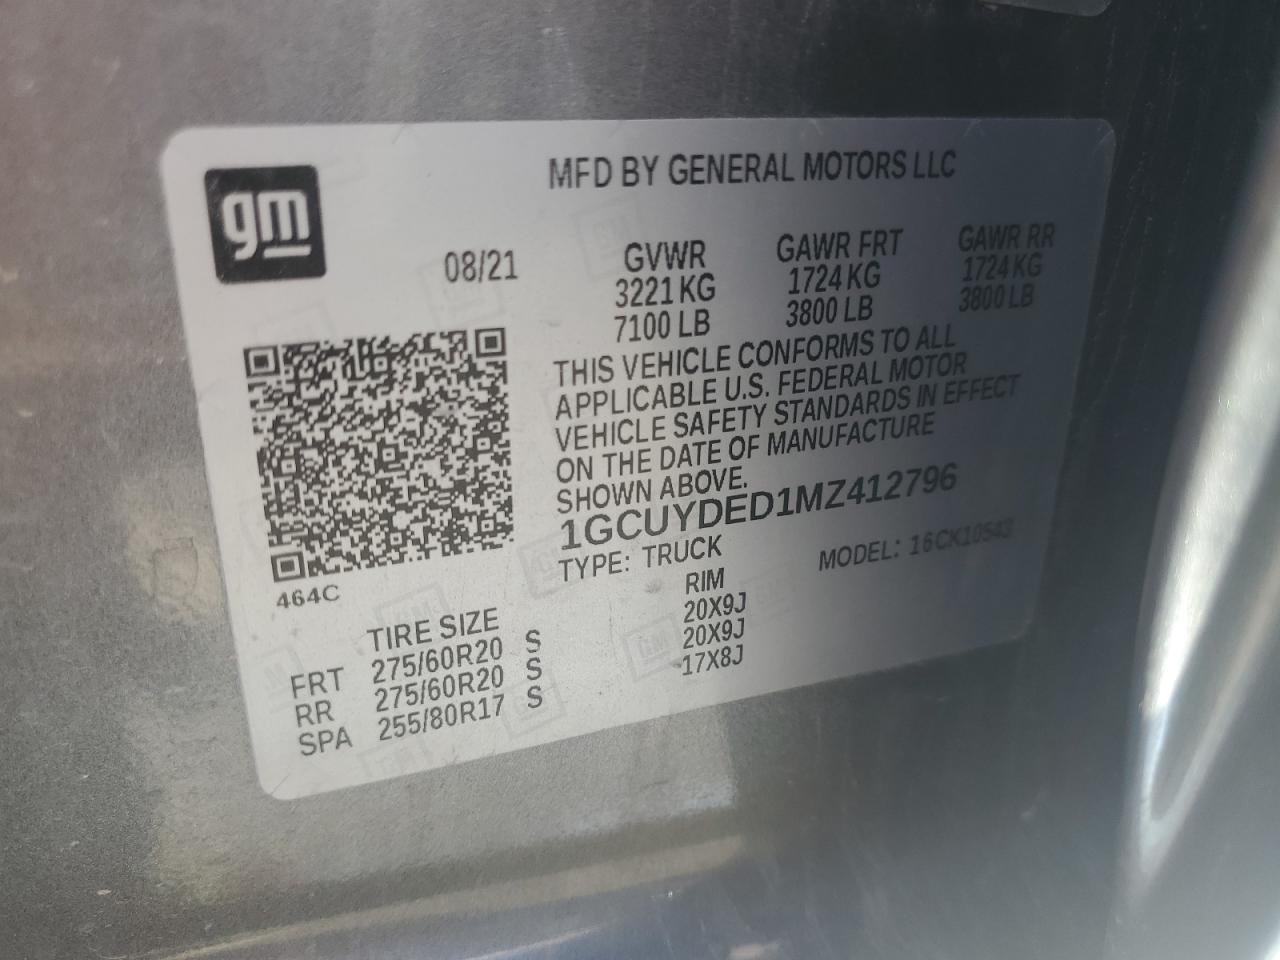 gm
MFD BY GENERAL MOTORS LLC
08/21
GVWR GAWR FRT GAWR RR
3221 KG 1724 KG 1724 KG
7100 LB 3800 LB 3800 LB
THIS VEHICLE CONFORMS TO ALL
APPLICABLE U.S. FEDERAL MOTOR
VEHICLE SAFETY STANDARDS IN EFFECT
ON THE DATE OF MANUFACTURE
SHOWN ABOVE.
1GCUYDED1MZ412796
TYPE: TRUCK MODEL: 16CK10543
464C
TIRE SIZE RIM
FRT 275/60R20 S 20X9J
RR 275/60R20 S 20X9J
SPA 255/80R17 S 17X8J